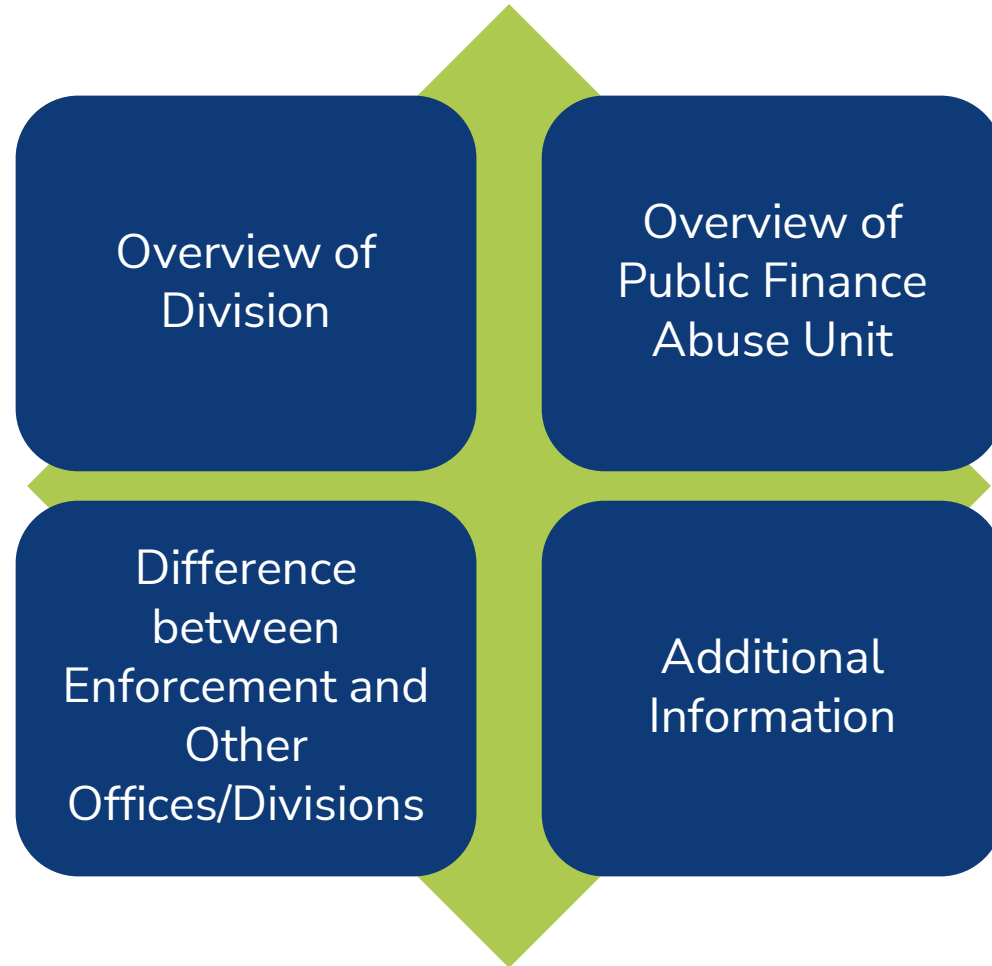 Overview of
Division
Overview of
Public Finance
Abuse Unit
Difference
between
Enforcement and
Other
Offices/Divisions
Additional
Information